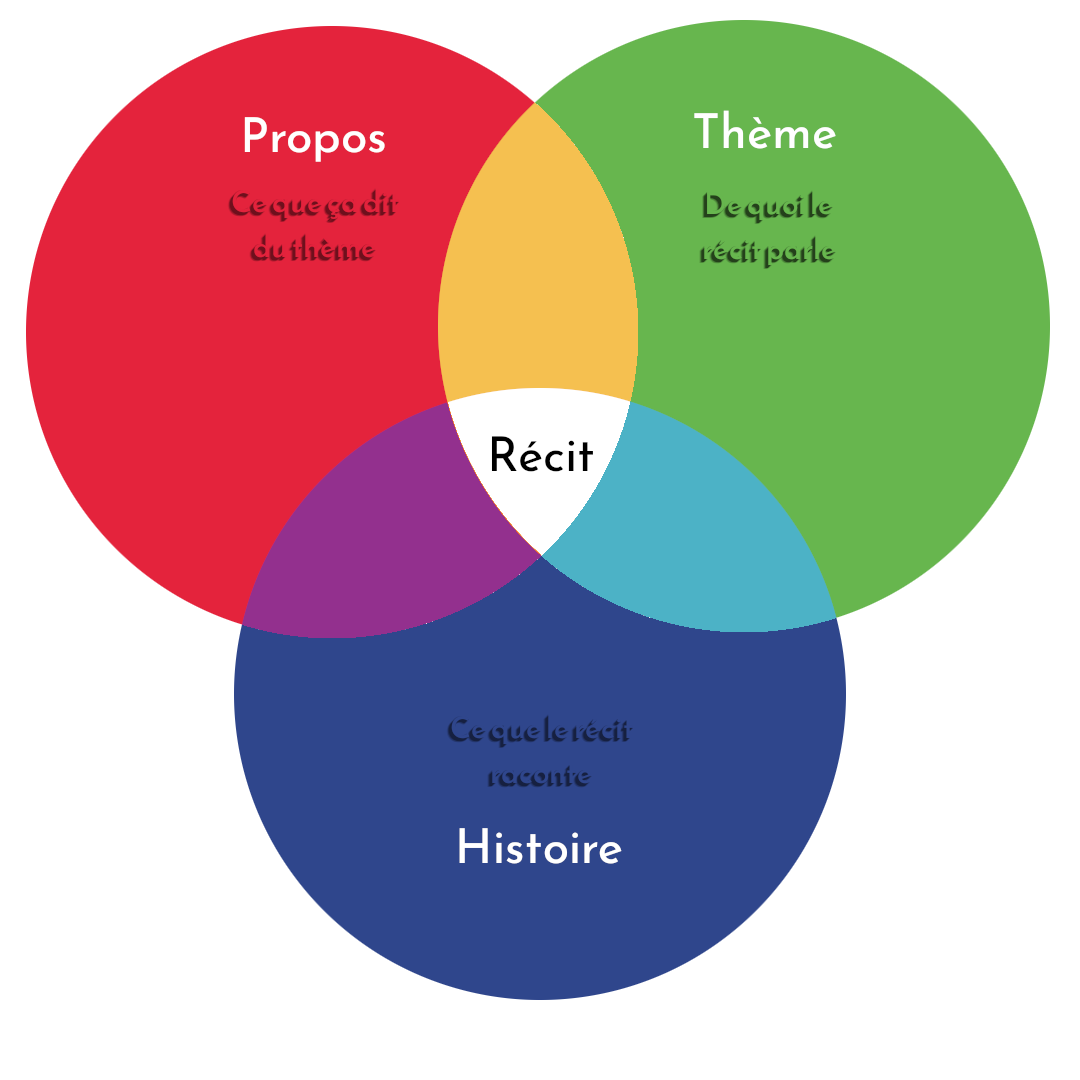 Propos
Ce que ça dit
du thème
Thème
De quoi le
récit parle
Récit
Ce que le récit
raconte
Histoire